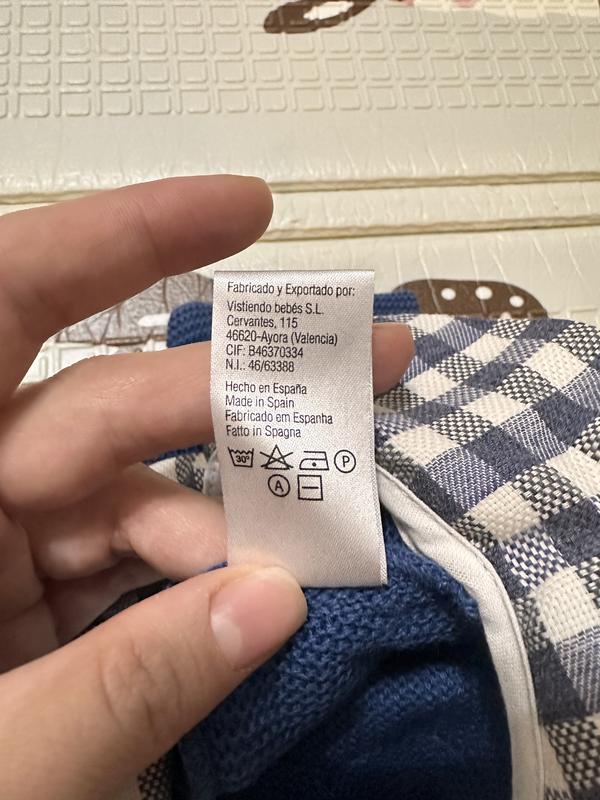 Fabricado y Exportado por:
Vistiendo bebés S.L.
Cervantes, 115
46620-Ayora (Valencia)
CIF: B46370334
N.I.: 46/63388
Hecho en España
Made in Spain
Fabricado em Espanha
Fatto in Spagna
30° P
A